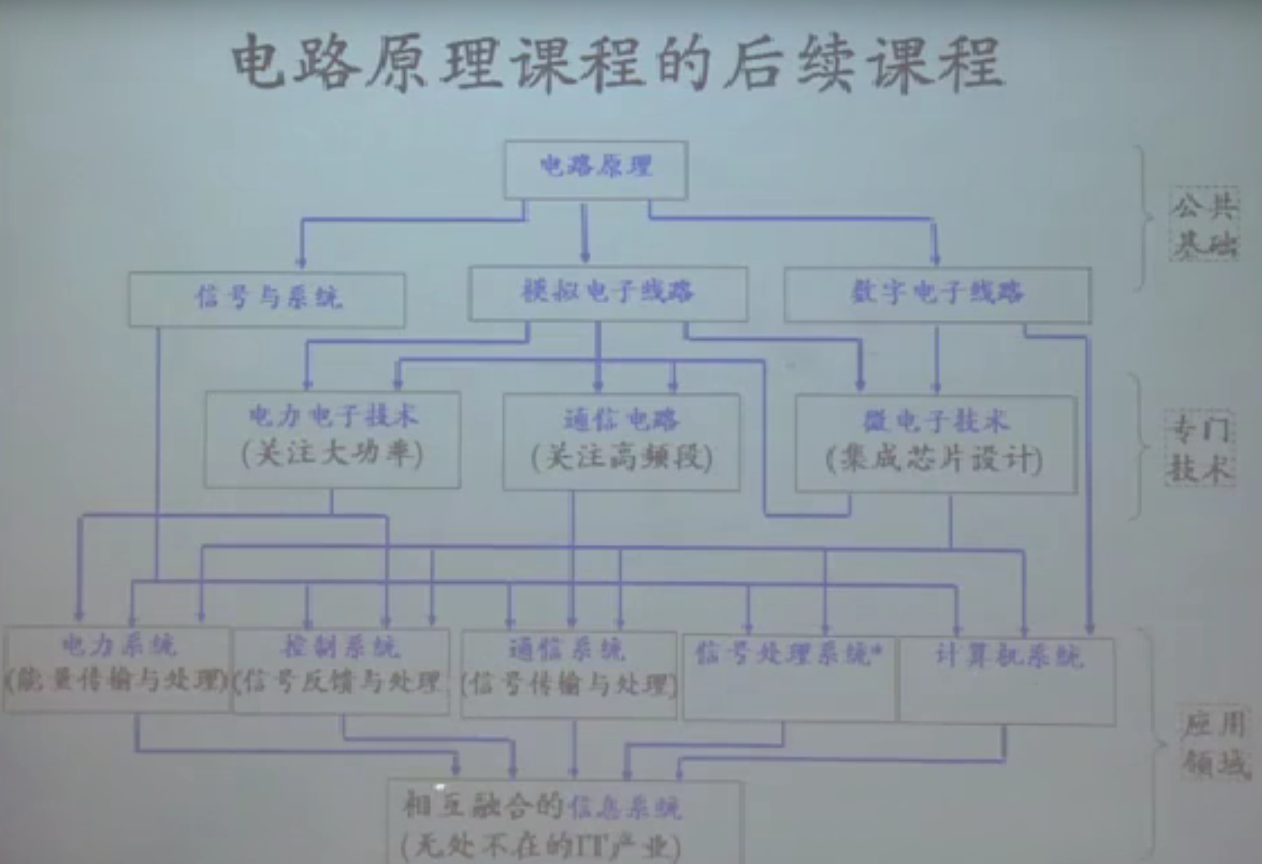 电路原理课程的后续课程
电路原理
公共
基础
信号与系统
模拟电子线路
数字电子线路
电力电子技术
(关注大功率)
通信电路
(关注高频段)
微电子技术
(集成芯片设计)
专门
技术
电力系统
(能量传输与处理)
控制系统
(信号反馈与处理
通信系统
(信号传输与处理)
信号处理系统*
计算机系统
应用
领域
相互融合的信息系统
(无处不在的IT产业)